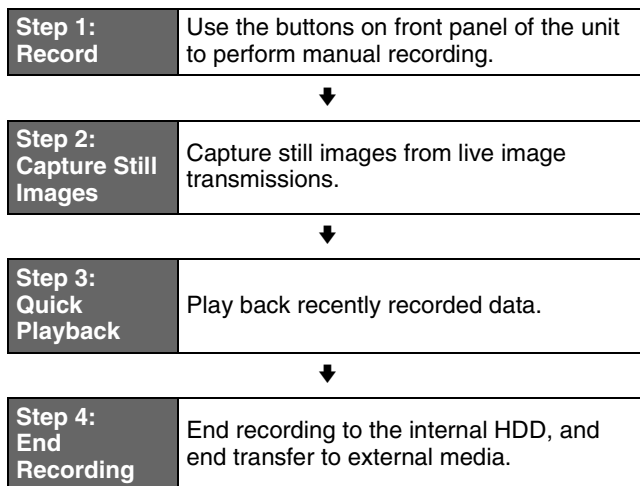 Step 1:
Record
Use the buttons on front panel of the unit
to perform manual recording.
Step 2:
Capture Still
Images
Capture still images from live image
transmissions.
Step 3:
Quick
Playback
Play back recently recorded data.
Step 4:
End
Recording
End recording to the internal HDD, and
end transfer to external media.